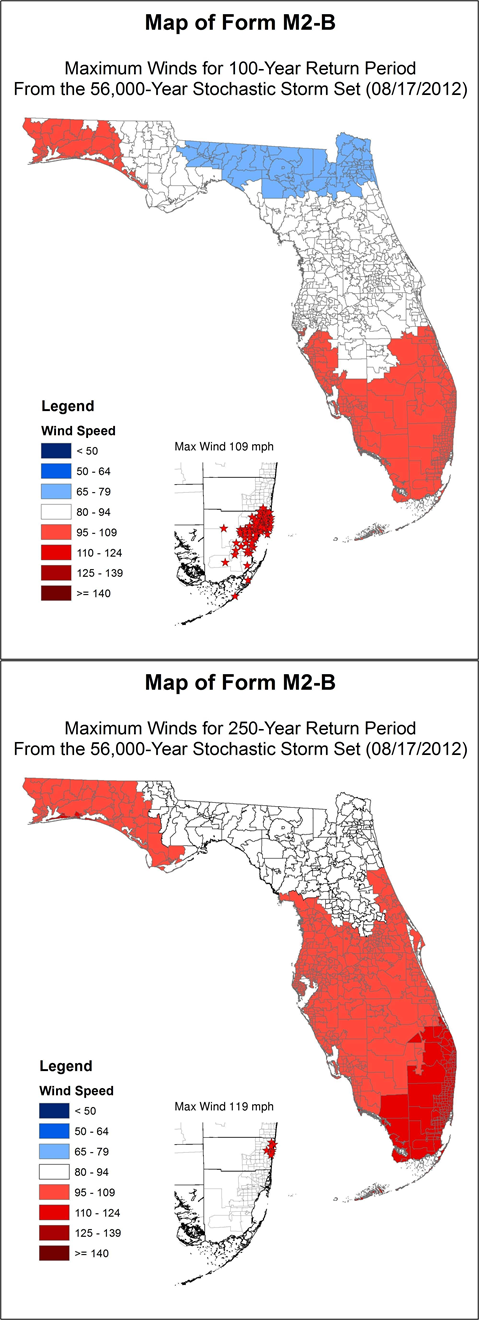 Map of Form M2-B
Maximum Winds for 100-Year Return Period
From the 56,000-Year Stochastic Storm Set (08/17/2012)
Legend
Wind Speed
< 50
50 - 64
65 - 79
80 - 94
95 - 109
110 - 124
125 - 139
>= 140
Max Wind 109 mph
Map of Form M2-B
Maximum Winds for 250-Year Return Period
From the 56,000-Year Stochastic Storm Set (08/17/2012)
Legend
Wind Speed
< 50
50 - 64
65 - 79
80 - 94
95 - 109
110 - 124
125 - 139
>= 140
Max Wind 119 mph